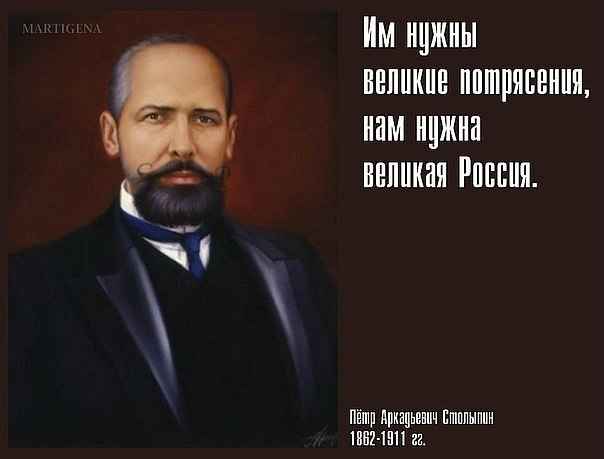 MARTIGENA
Им нужны
великие потрясения,
нам нужна
великая Россия.
Пётр Аркадьевич Столыпин
1862-1911 гг.